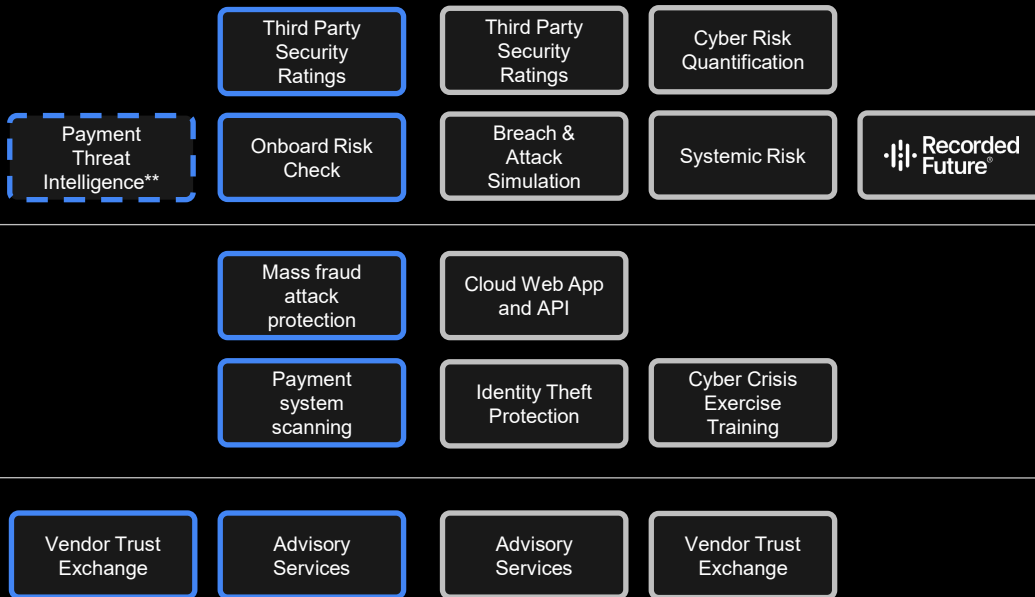 Third Party
Security
Ratings
Third Party
Security
Ratings
Cyber Risk
Quantification
Payment
Threat
Intelligence**
Onboard Risk
Check
Breach &
Attack
Simulation
Systemic Risk
Recorded
Future®
Mass fraud
attack
protection
Cloud Web App
and API
Payment
system
scanning
Identity Theft
Protection
Cyber Crisis
Exercise
Training
Vendor Trust
Exchange
Advisory
Services
Advisory
Services
Vendor Trust
Exchange